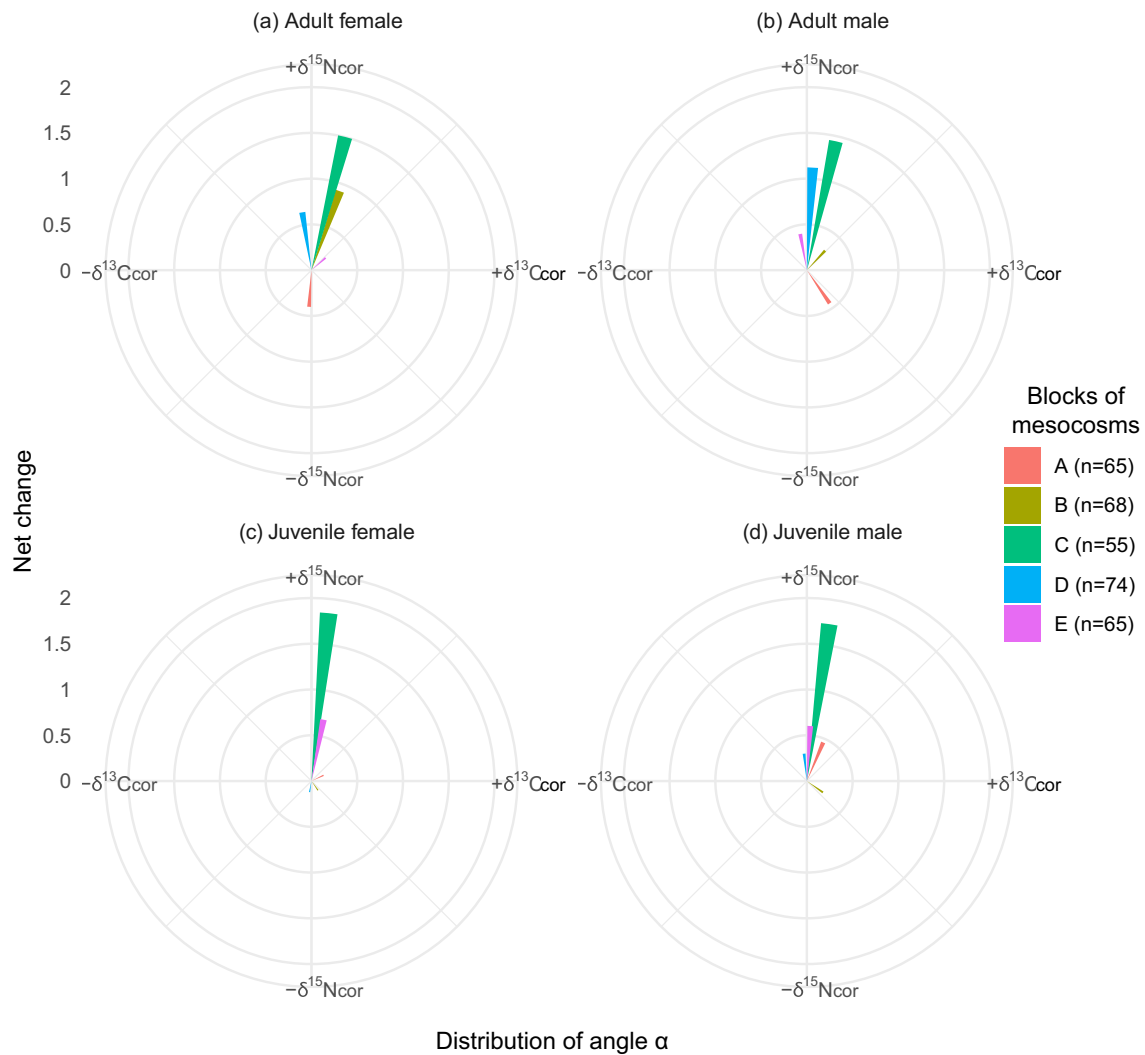 (a) Adult female
(b) Adult male
+δ¹⁵Ncor
+δ¹⁵Ncor
2
1.5
1
0.5
0
−δ¹³Ccor
+δ¹³Ccor
−δ¹³Ccor
+δ¹³Ccor
−δ¹⁵Ncor
−δ¹⁵Ncor
Net change
Blocks of
mesocosms
A (n=65)
B (n=68)
C (n=55)
D (n=74)
E (n=65)
(c) Juvenile female
(d) Juvenile male
+δ¹⁵Ncor
+δ¹⁵Ncor
2
1.5
1
0.5
0
−δ¹³Ccor
+δ¹³Ccor
−δ¹³Ccor
+δ¹³Ccor
−δ¹⁵Ncor
−δ¹⁵Ncor
Distribution of angle α